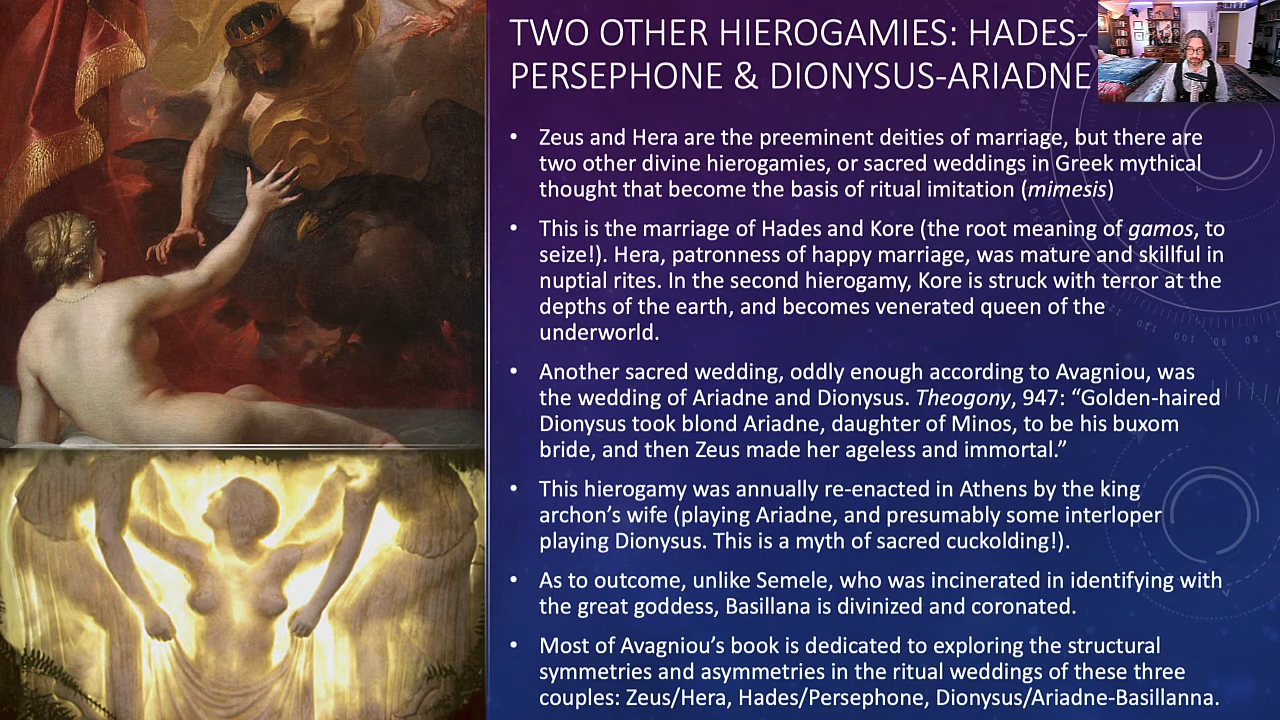 TWO OTHER HIEROGAMIES: HADES-
PERSEPHONE & DIONYSUS-ARIADNE
• Zeus and Hera are the preeminent deities of marriage, but there are
two other divine hierogamies, or sacred weddings in Greek mythical
thought that become the basis of ritual imitation (mimesis)
• This is the marriage of Hades and Kore (the root meaning of gamos, to
seize!). Hera, patronness of happy marriage, was mature and skillful in
nuptial rites. In the second hierogamy, Kore is struck with terror at the
depths of the earth, and becomes venerated queen of the
underworld.
• Another sacred wedding, oddly enough according to Avagniou, was
the wedding of Ariadne and Dionysus. Theogony, 947: “Golden-haired
Dionysus took blond Ariadne, daughter of Minos, to be his buxom
bride, and then Zeus made her ageless and immortal.”
• This hierogamy was annually re-enacted in Athens by the king
archon’s wife (playing Ariadne, and presumably some interloper
playing Dionysus. This is a myth of sacred cuckolding!).
• As to outcome, unlike Semele, who was incinerated in identifying with
the great goddess, Basillana is divinized and coronated.
• Most of Avagniou’s book is dedicated to exploring the structural
symmetries and asymmetries in the ritual weddings of these three
couples: Zeus/Hera, Hades/Persephone, Dionysus/Ariadne-Basillanna.